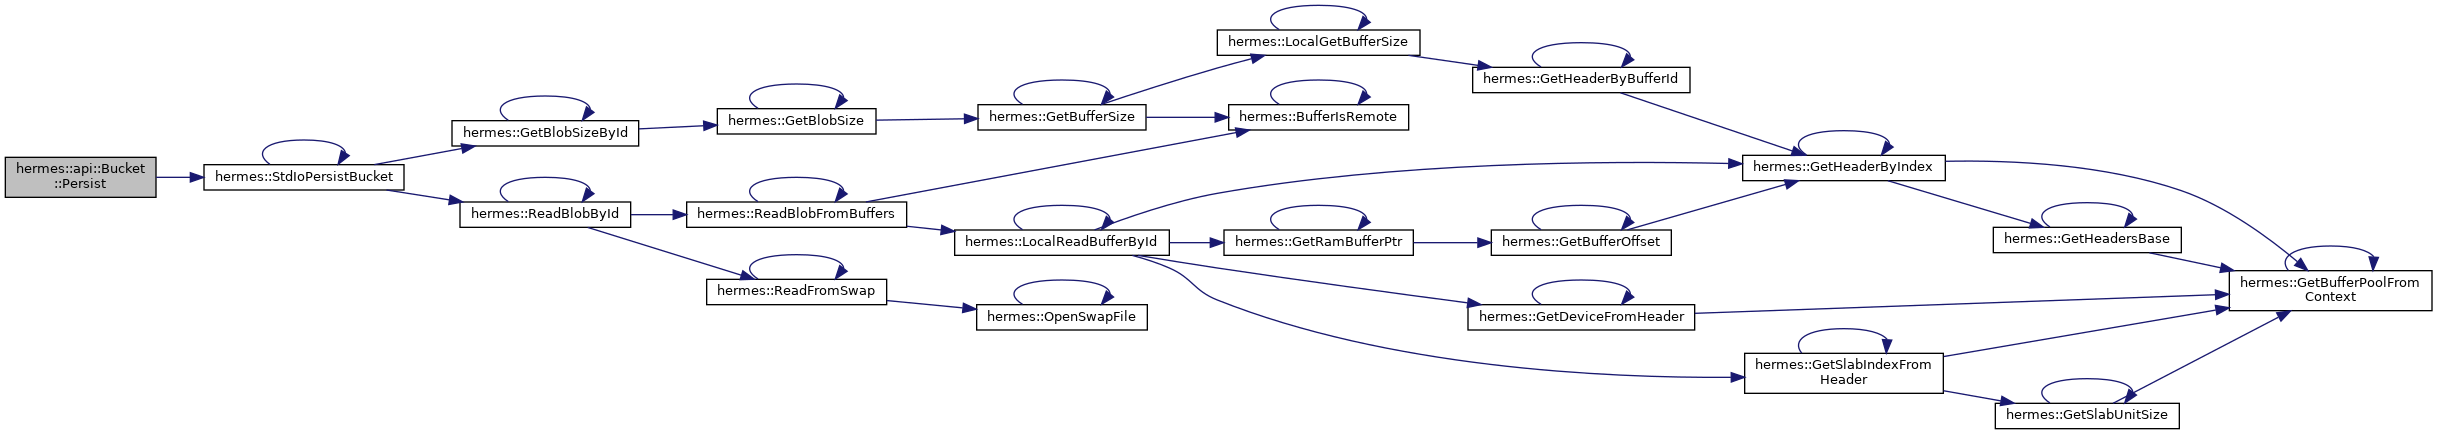 hermes::api::Bucket
::Persist
hermes::StdIoPersistBucket
hermes::GetBlobSizeById
hermes::ReadBlobById
hermes::GetBlobSize
hermes::ReadBlobFromBuffers
hermes::ReadFromSwap
hermes::GetBufferSize
hermes::LocalReadBufferById
hermes::OpenSwapFile
hermes::LocalGetBufferSize
hermes::BufferIsRemote
hermes::GetRamBufferPtr
hermes::GetHeaderByBufferId
hermes::GetBufferOffset
hermes::GetDeviceFromHeader
hermes::GetHeaderByIndex
hermes::GetSlabIndexFrom
Header
hermes::GetHeadersBase
hermes::GetSlabUnitSize
hermes::GetBufferPoolFrom
Context